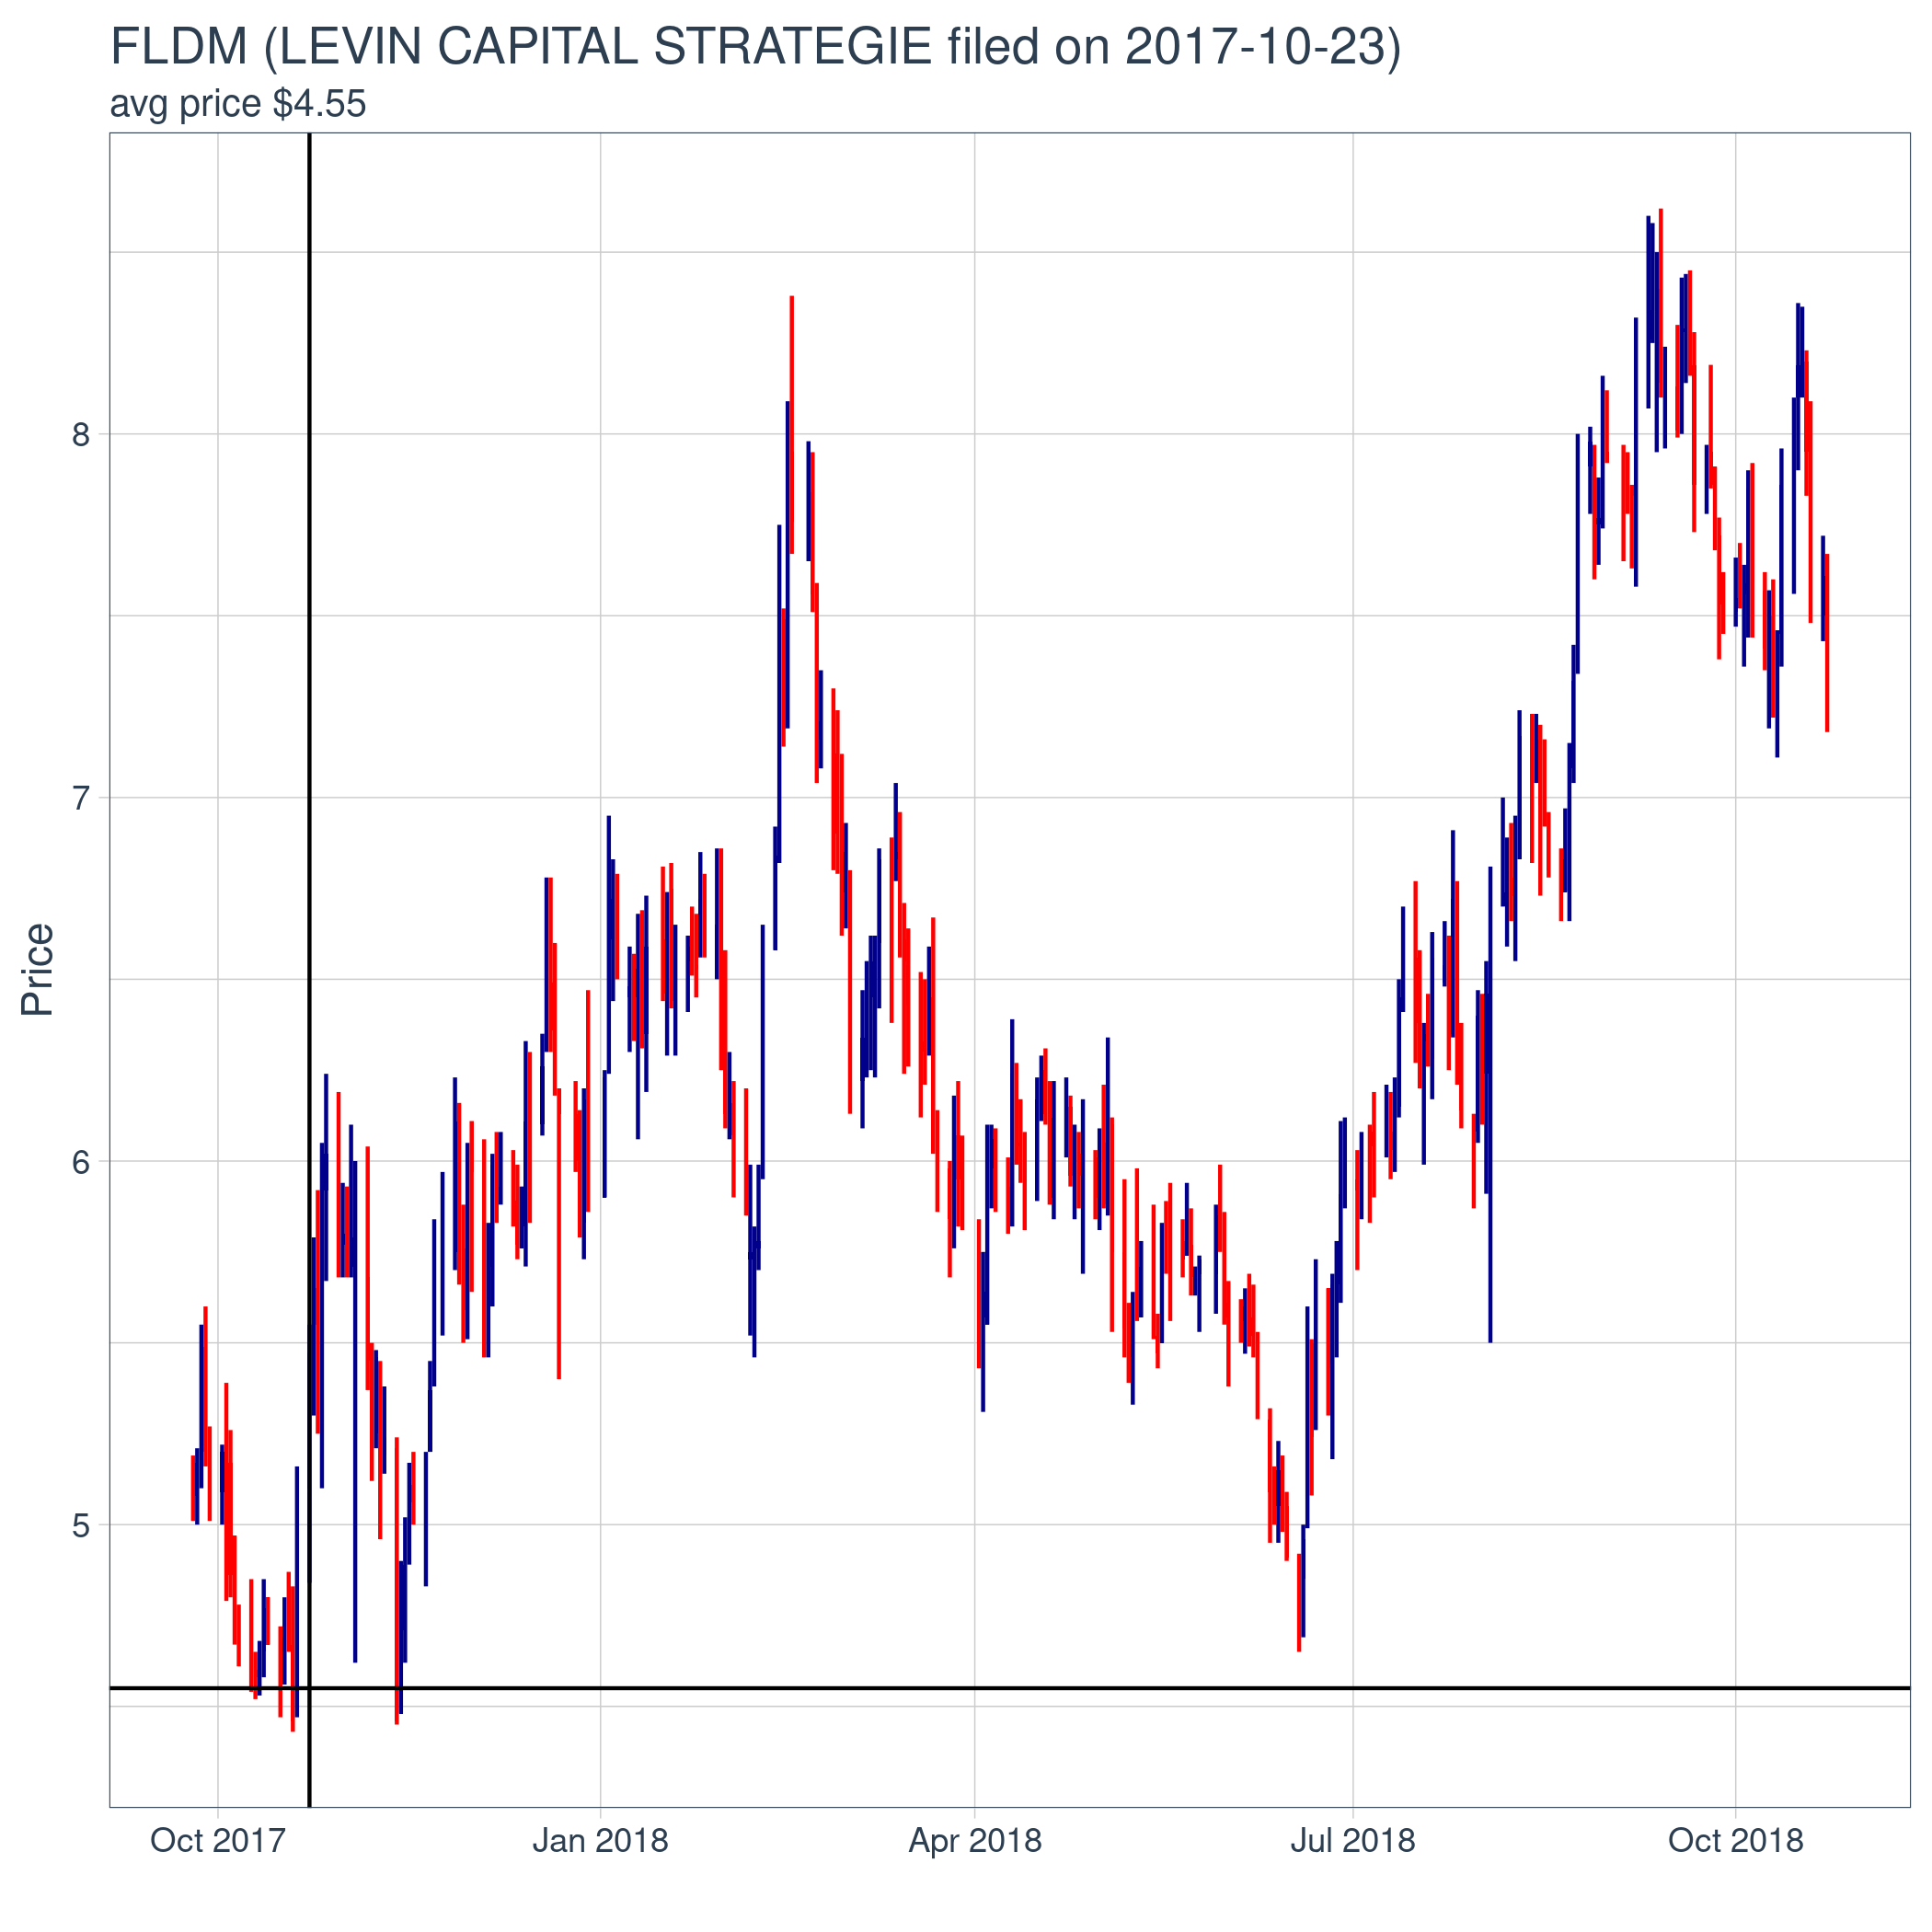 FLDM (LEVIN CAPITAL STRATEGIE filed on 2017-10-23)
avg price $4.55
Price
8
7
6
5
Oct 2017
Jan 2018
Apr 2018
Jul 2018
Oct 2018